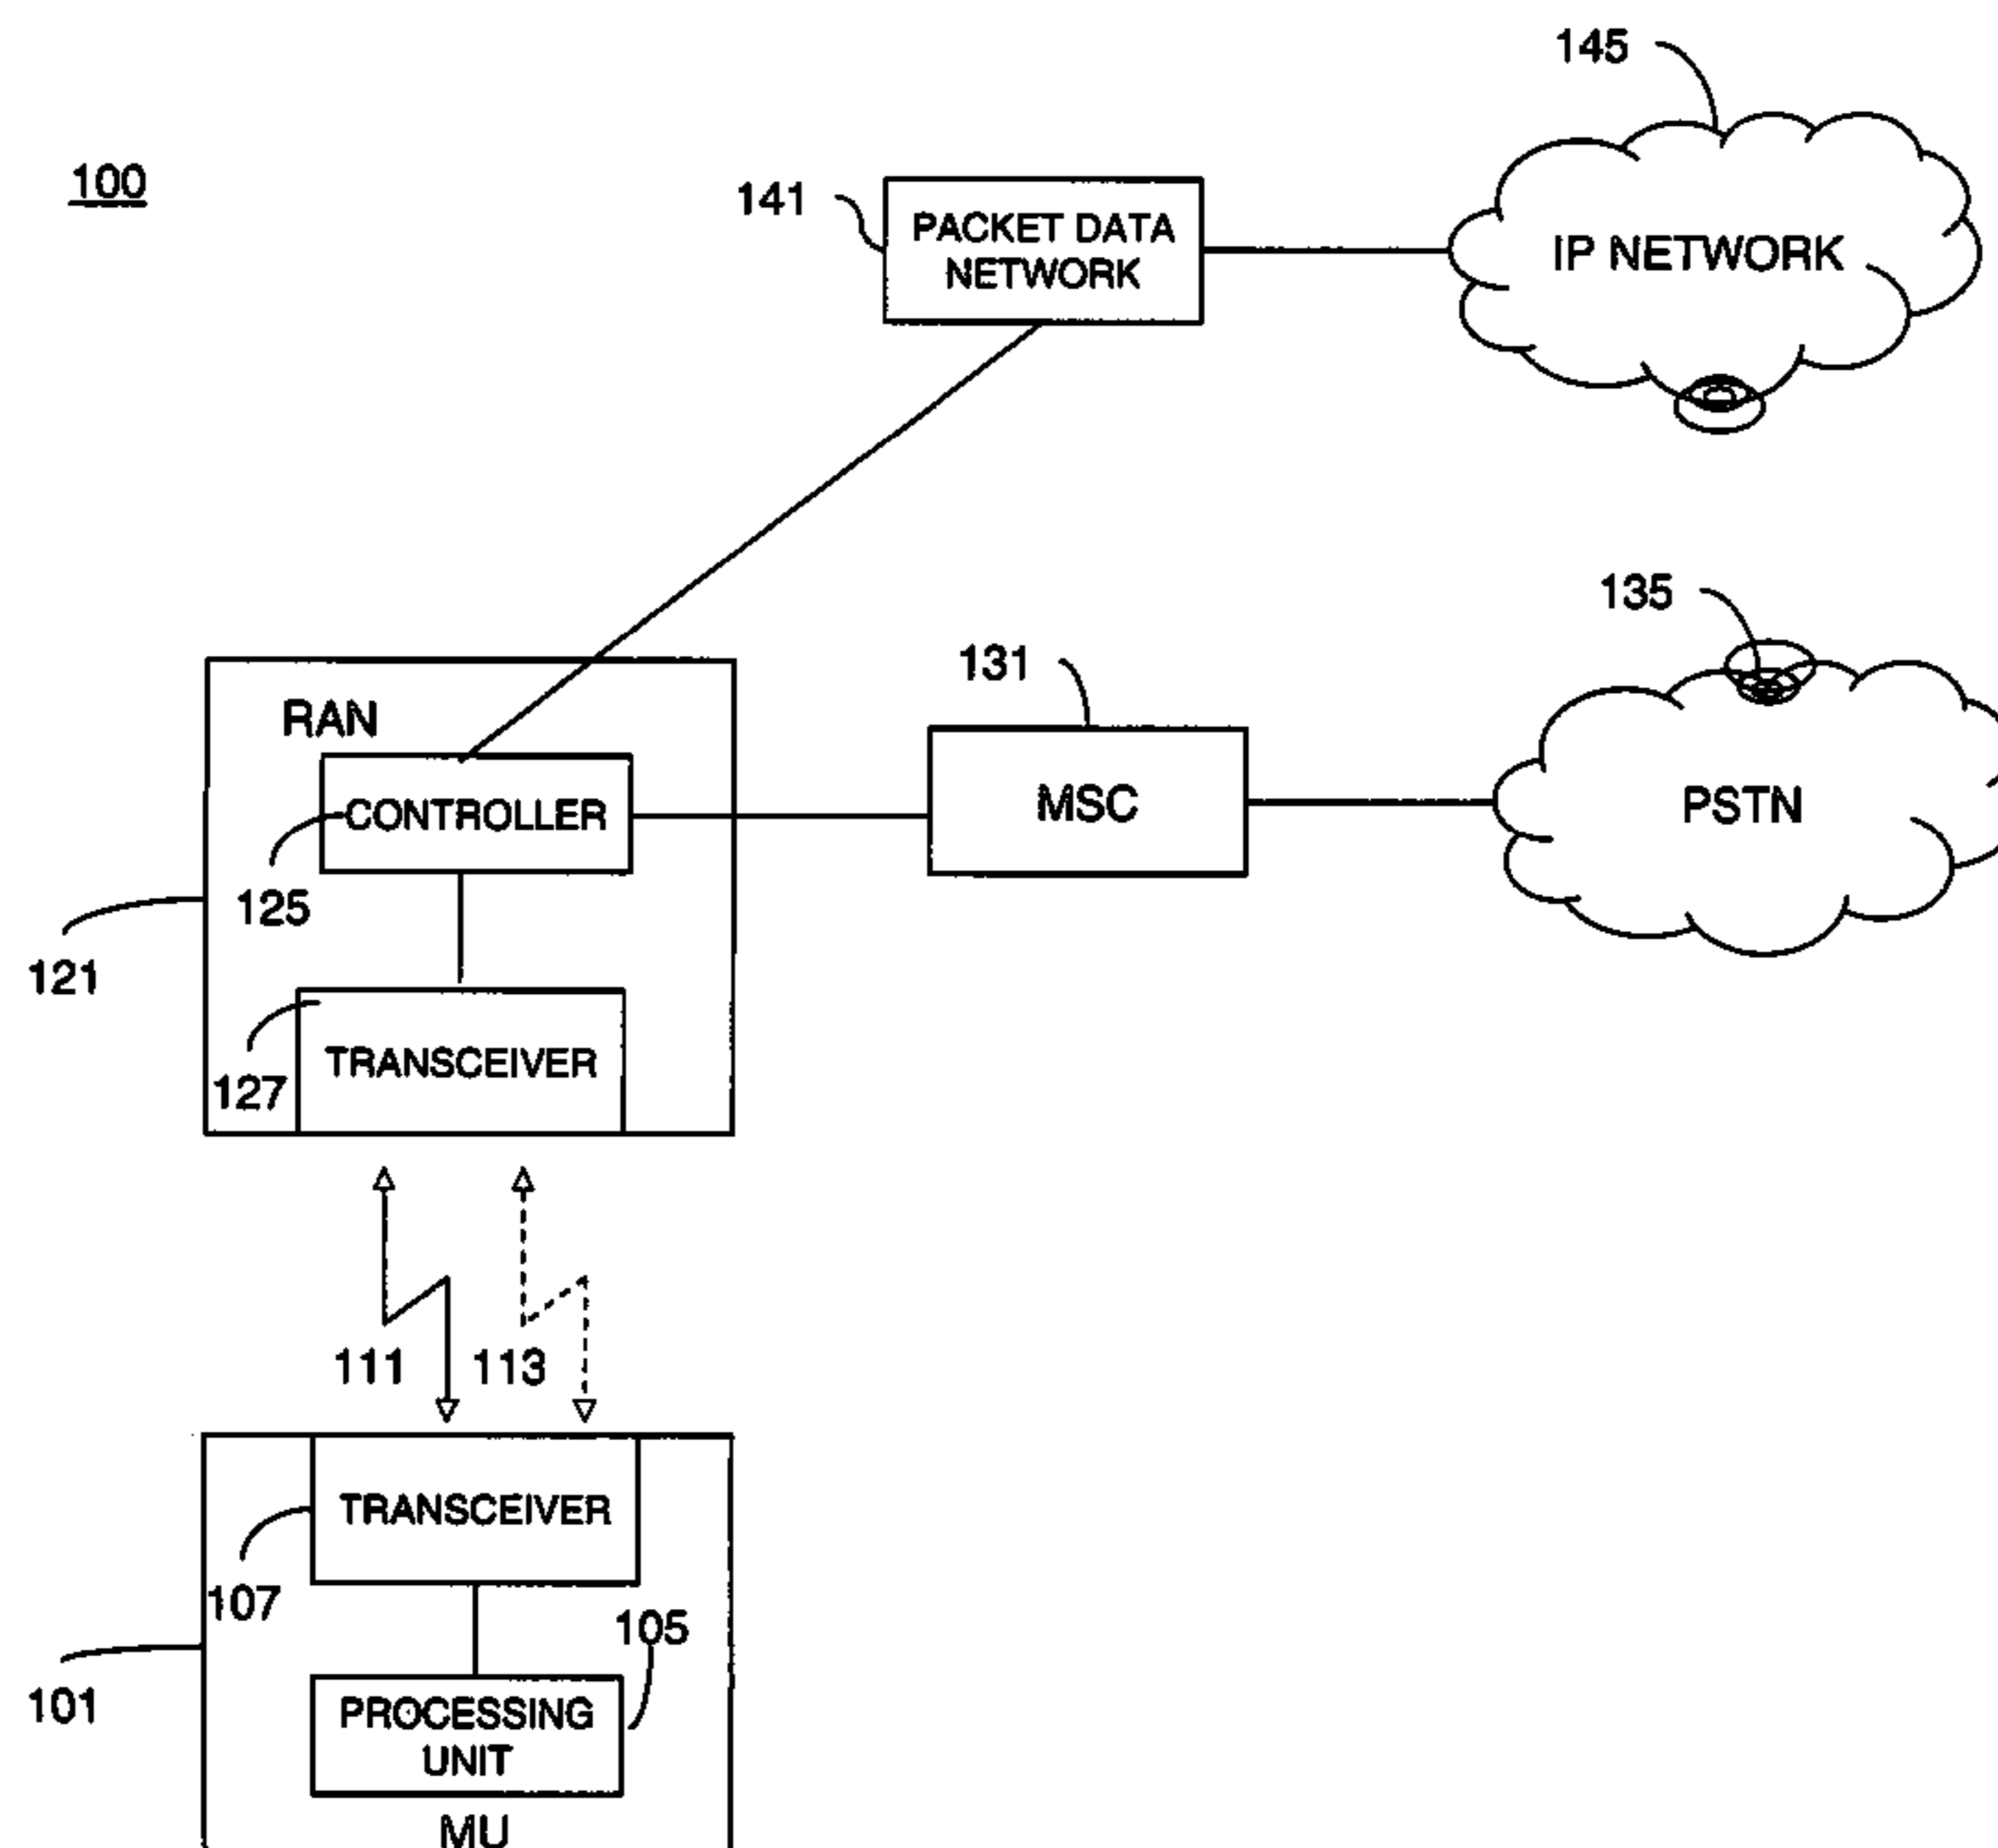 145
100
141
PACKET DATA
NETWORK
IP NETWORK
135
131
RAN
MSC
PSTN
CONTROLLER
125
121
TRANSCEIVER
127
111
113
TRANSCEIVER
107
105
101
PROCESSING
UNIT
MU